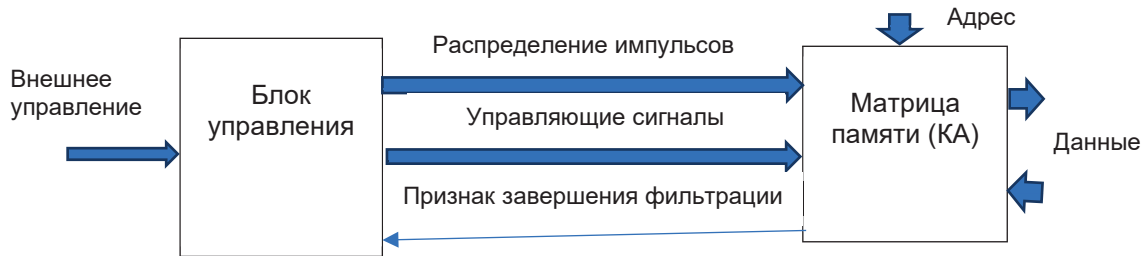 Адрес
Распределение импульсов
Внешнее
управление
Блок
управления
Матрица
памяти (КА)
Управляющие сигналы
Данные
Признак завершения фильтрации